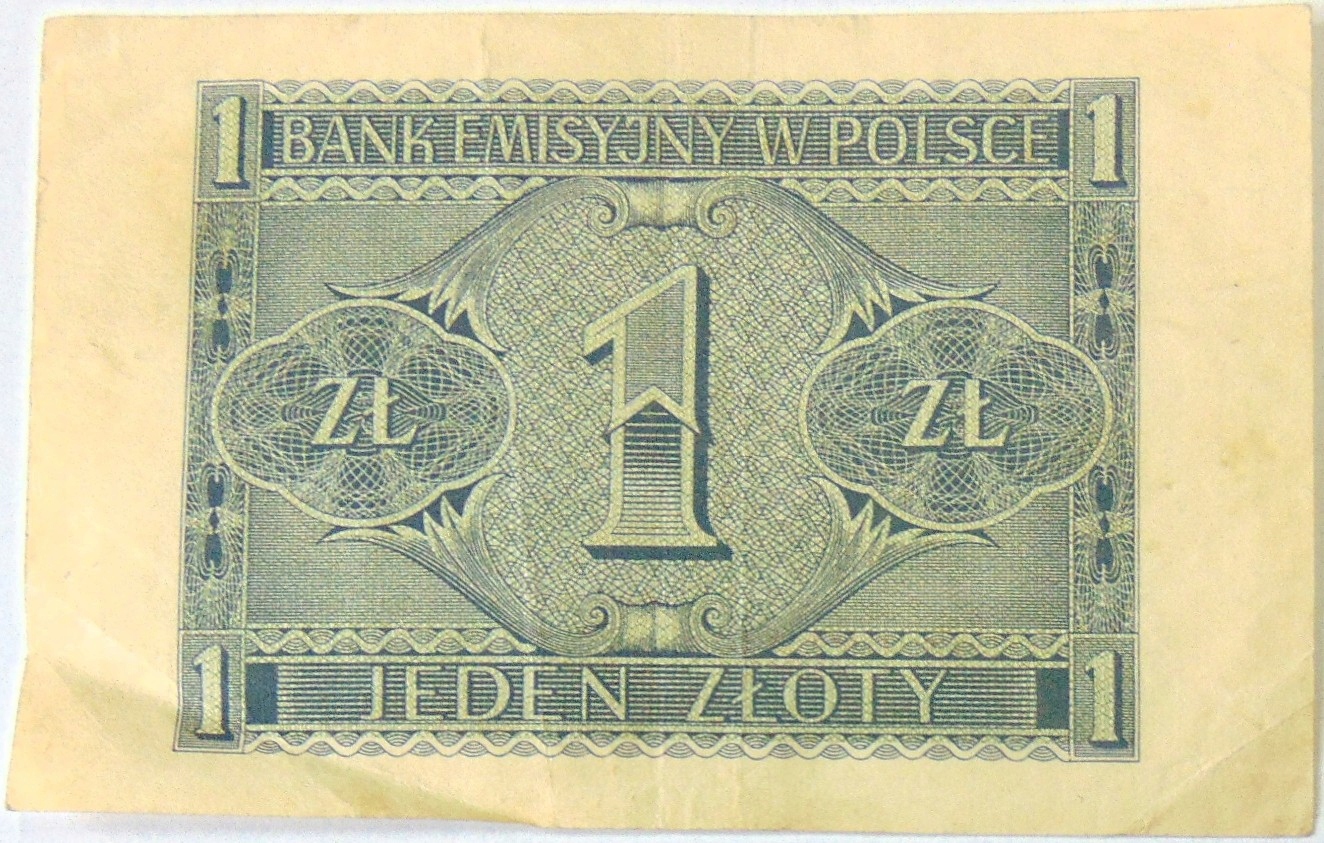 1 BANK EMISYJNY W POLSCE 1
ZŁ 1 ZŁ
1 JEDEN ZŁOTY 1